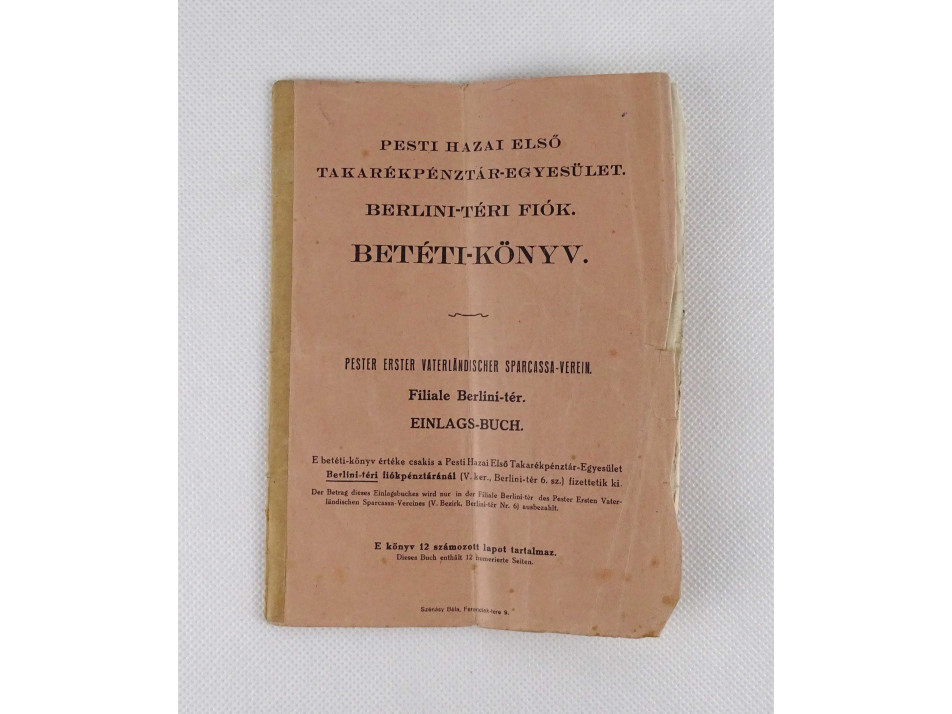 PESTI HAZAI ELSŐ
TAKARÉKPÉNZTÁR-EGYESÜLET.
BERLINI-TÉRI FIÓK.
BETÉTI-KÖNYV.
PESTER ERSTER VATERLÄNDISCHER SPARCASSA-VEREIN.
Filiale Berlini-tér.
EINLAGS-BUCH.
E betéti-könyv értéke csakis a Pesti Hazai Első Takarékpénztár-Egyesület
Berlini-téri fiókpénztáránál (V. ker., Berlini-tér 6. sz.) fizettetik ki.
Der Betrag dieses Einlagsbuches wird nur in der Filiale Berlini-tér des Pester Ersten Vater-
ländischen Sparcassa-Vereines (V. Bezirk, Berlini-tér Nr. 6) ausbezahlt.
E könyv 12 számozott lapot tartalmaz.
Dieses Buch enthält 12 numerierte Seiten.
Béla,